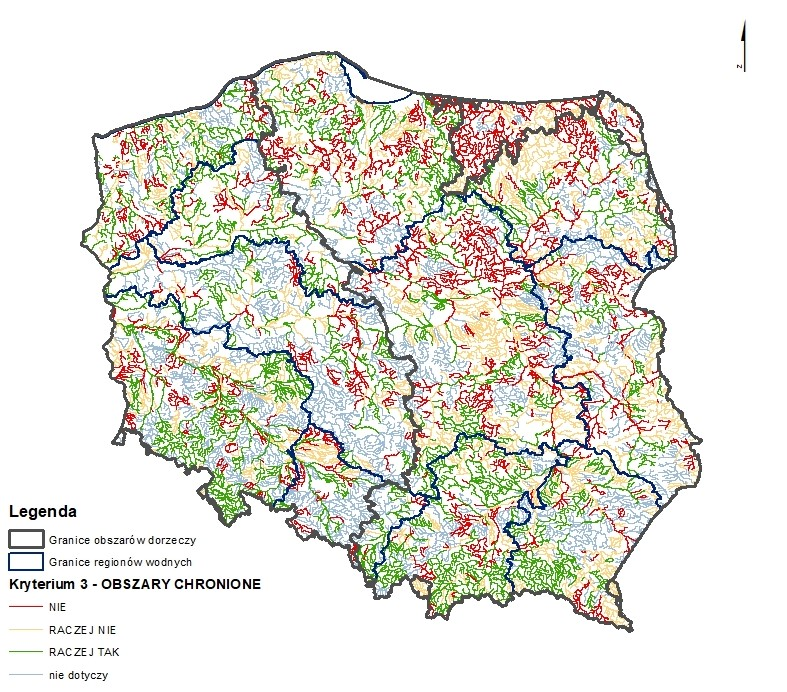 z
Legenda
Granice obszarów dorzeczy
Granice regionów wodnych
Kryterium 3 - OBSZARY CHRONIONE
NIE
RACZEJ NIE
RACZEJ TAK
nie dotyczy